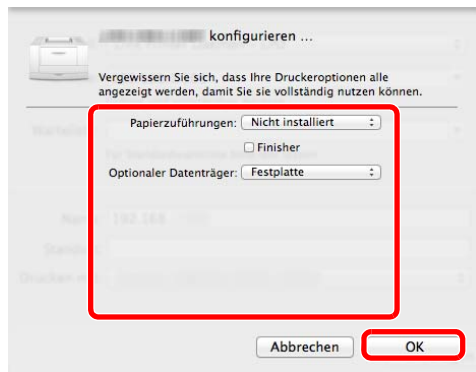 konfigurieren ...
Vergewissern Sie sich, dass Ihre Druckeroptionen alle
angezeigt werden, damit Sie sie vollständig nutzen können.
Papierzuführungen: Nicht installiert
Finisher
Optionaler Datenträger: Festplatte
Abbrechen OK